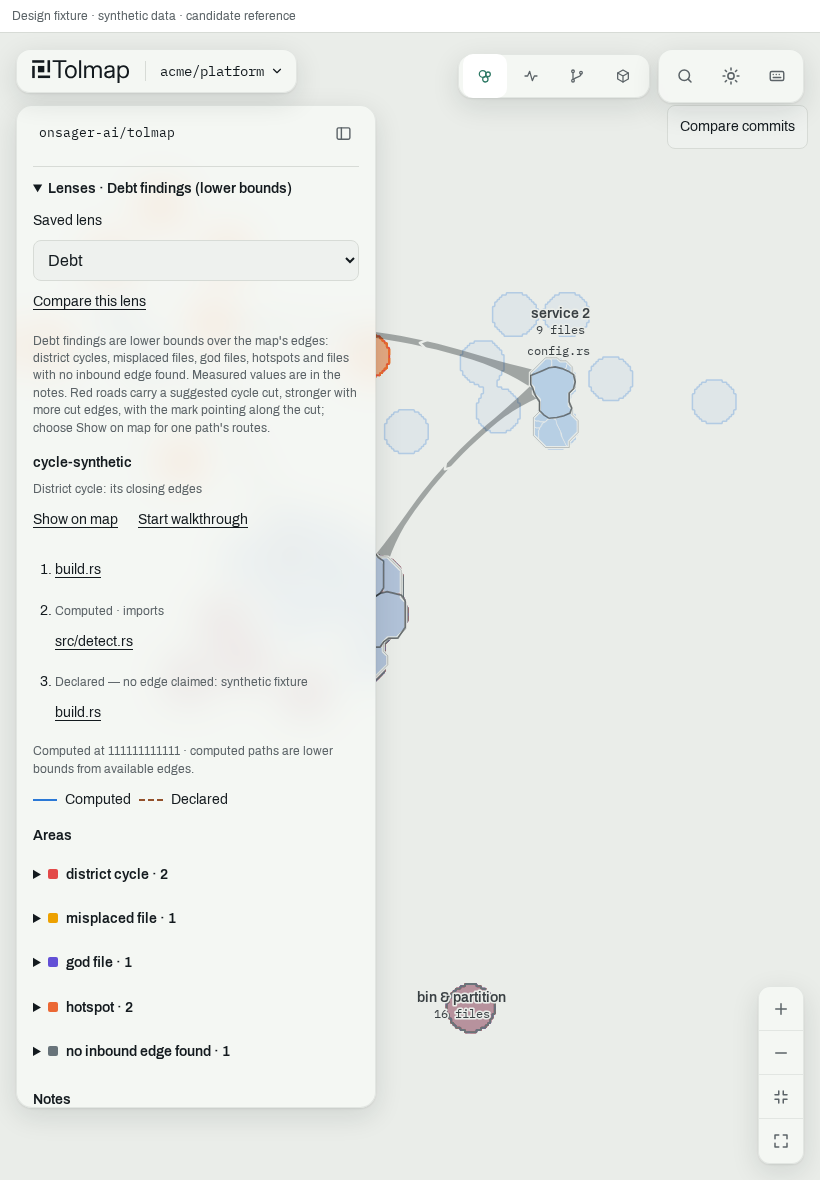 Design fixture · synthetic data · candidate reference
Tolmap
acme/platform
Compare commits
onsager-ai/tolmap
Lenses · Debt findings (lower bounds)
Saved lens
Debt
Compare this lens
Debt findings are lower bounds over the map's edges:
district cycles, misplaced files, god files, hotspots and files
with no inbound edge found. Measured values are in the
notes. Red roads carry a suggested cycle cut, stronger with
more cut edges, with the mark pointing along the cut;
choose Show on map for one path's routes.
cycle-synthetic
District cycle: its closing edges
Show on map Start walkthrough
1. build.rs
2. Computed · imports
src/detect.rs
3. Declared — no edge claimed: synthetic fixture
build.rs
Computed at 111111111111 · computed paths are lower
bounds from available edges.
Computed Declared
Areas
district cycle · 2
misplaced file · 1
god file · 1
hotspot · 2
no inbound edge found · 1
Notes
service 2
9 files
config.rs
bin & partition
16 files